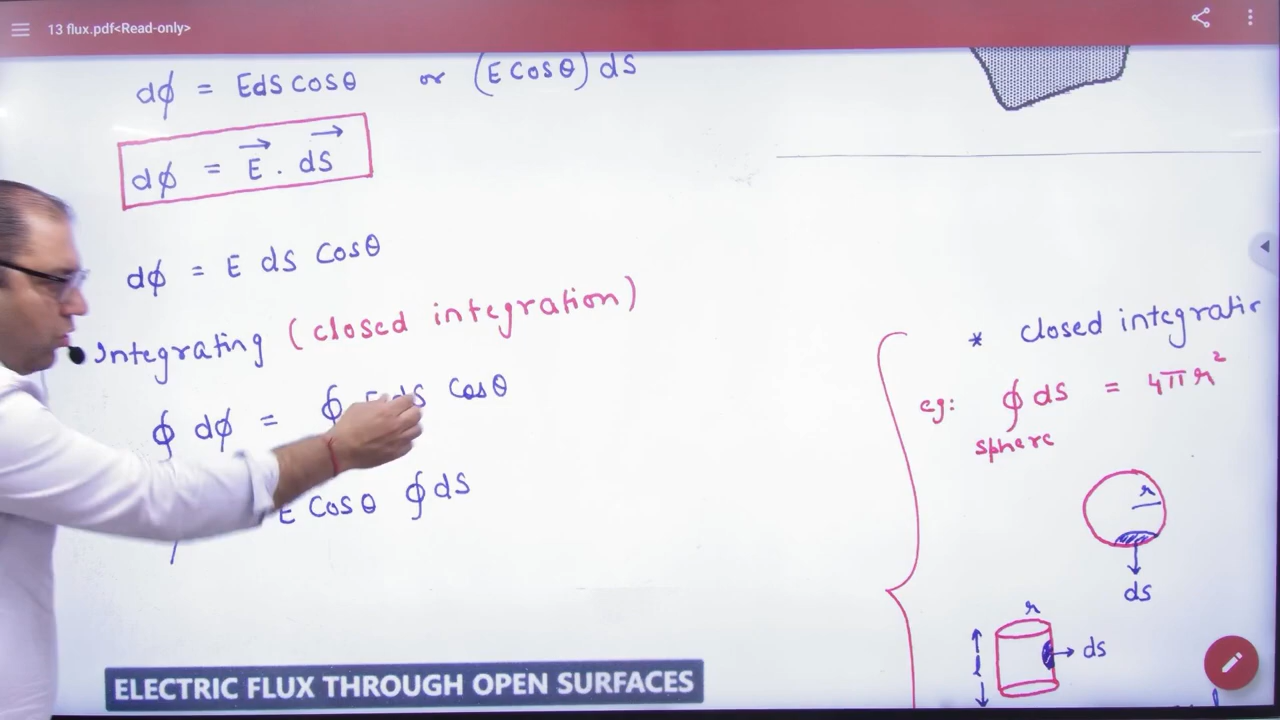 13 flux.pdf<Read-only>
dϕ = Eds cosθ or (E cosθ) ds
dϕ = E⃗ . dS⃗
dϕ = E ds cosθ
Integrating (closed integration)
∮ dϕ = ∮ E ds cosθ
E cosθ ∮ ds
* closed integratio
eg: ∮ ds = 4πr²
sphere
r
ds
r
l
ds
ELECTRIC FLUX THROUGH OPEN SURFACES